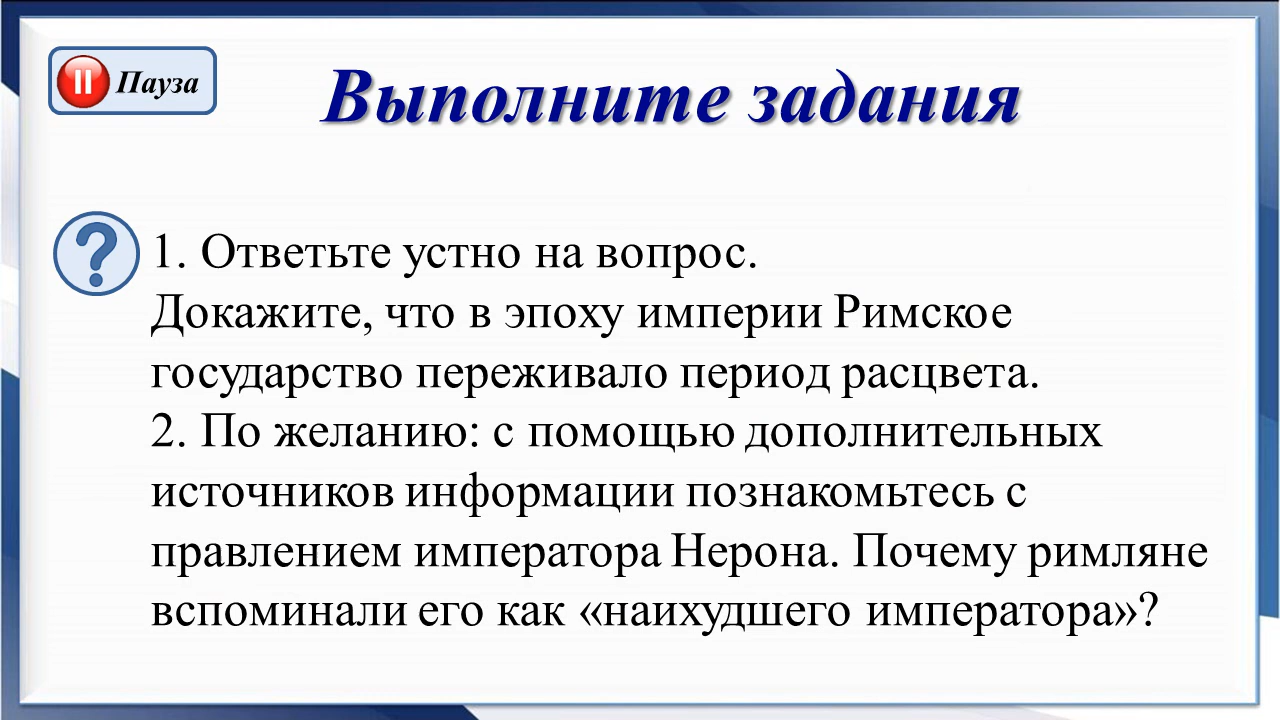 Пауза
Выполните задания
1. Ответьте устно на вопрос.
Докажите, что в эпоху империи Римское
государство переживало период расцвета.
2. По желанию: с помощью дополнительных
источников информации познакомьтесь с
правлением императора Нерона. Почему римляне
вспоминали его как «наихудшего императора»?